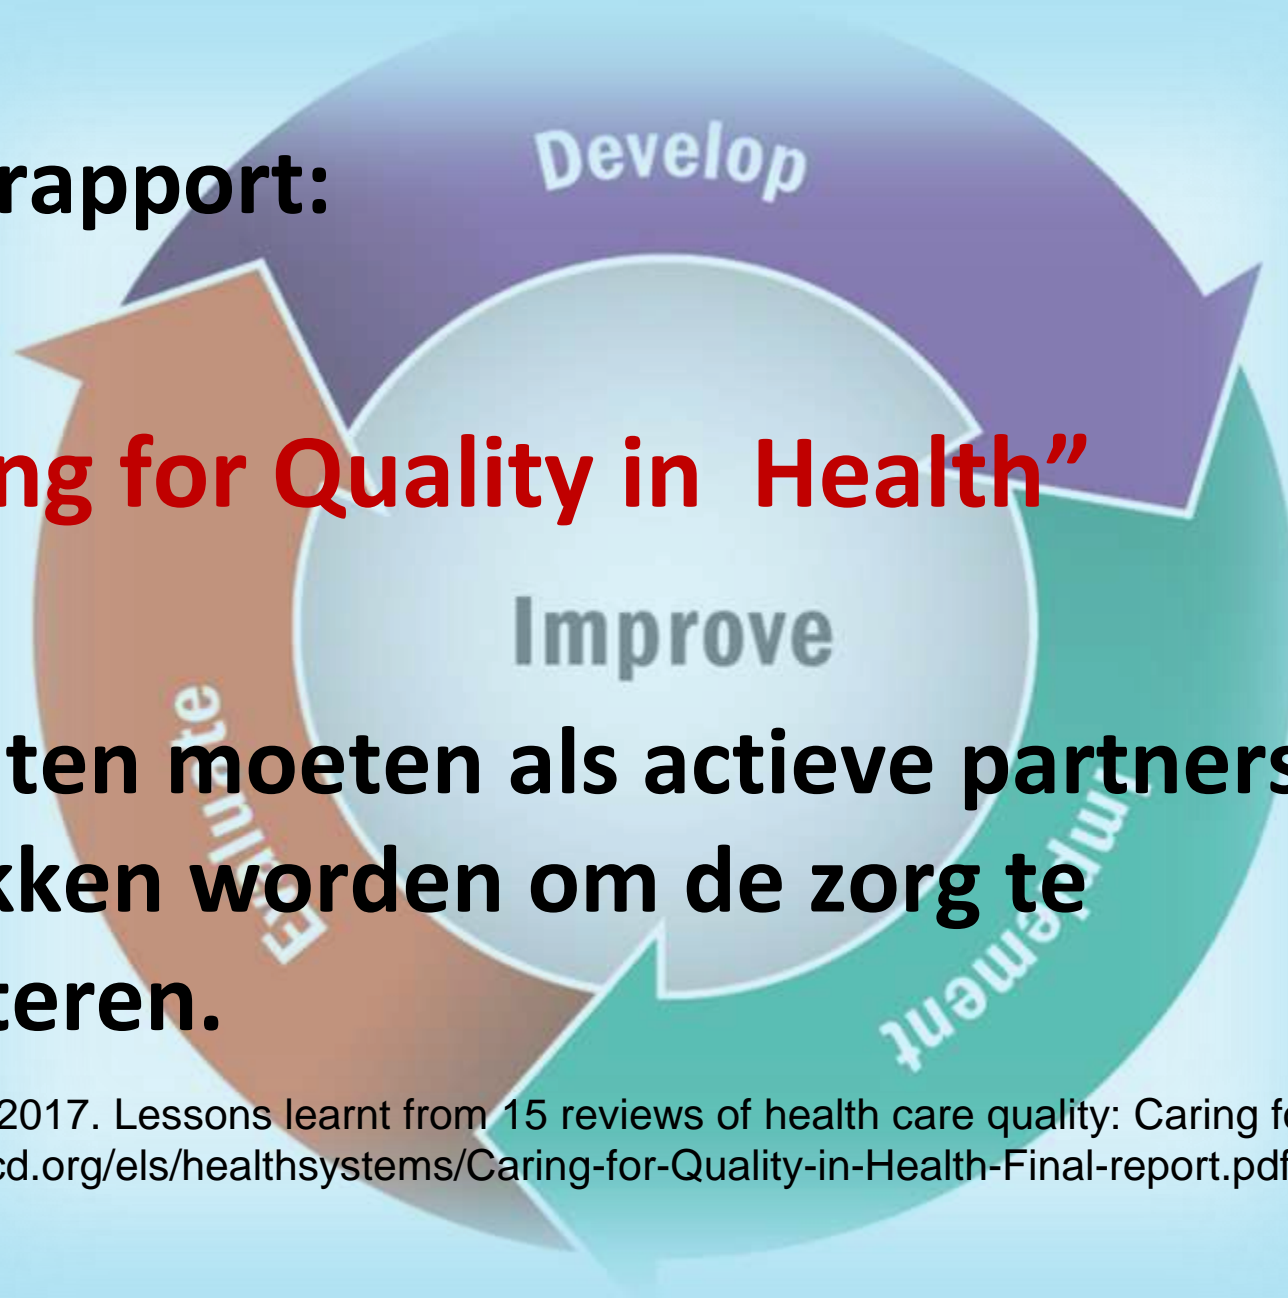 Develop
rapport:
ng for Quality in Health”
Improve
ten moeten als actieve partners
Evaluate
kken worden om de zorg te
Implement
teren.
2017. Lessons learnt from 15 reviews of health care quality: Caring f
cd.org/els/healthsystems/Caring-for-Quality-in-Health-Final-report.pdf